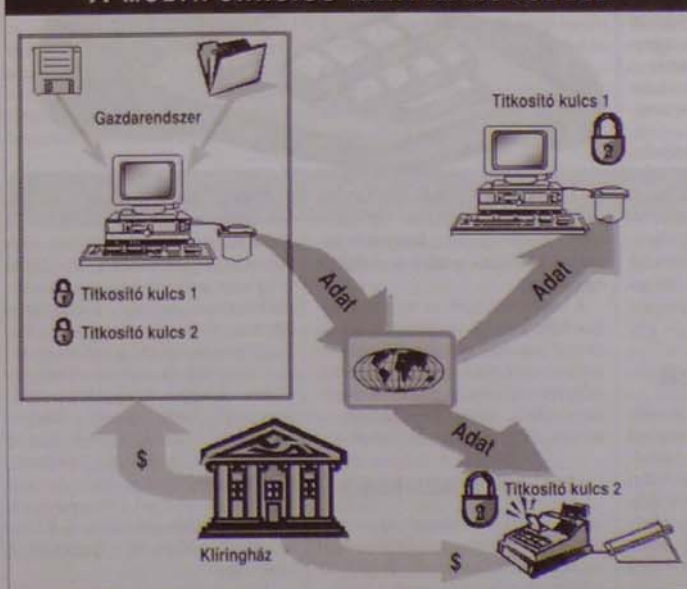 Gazdarendszer
Titkosító kulcs 1
Titkosító kulcs 1
Titkosító kulcs 2
Adat
Adat
Adat
$
Klíringház
Titkosító kulcs 2
$